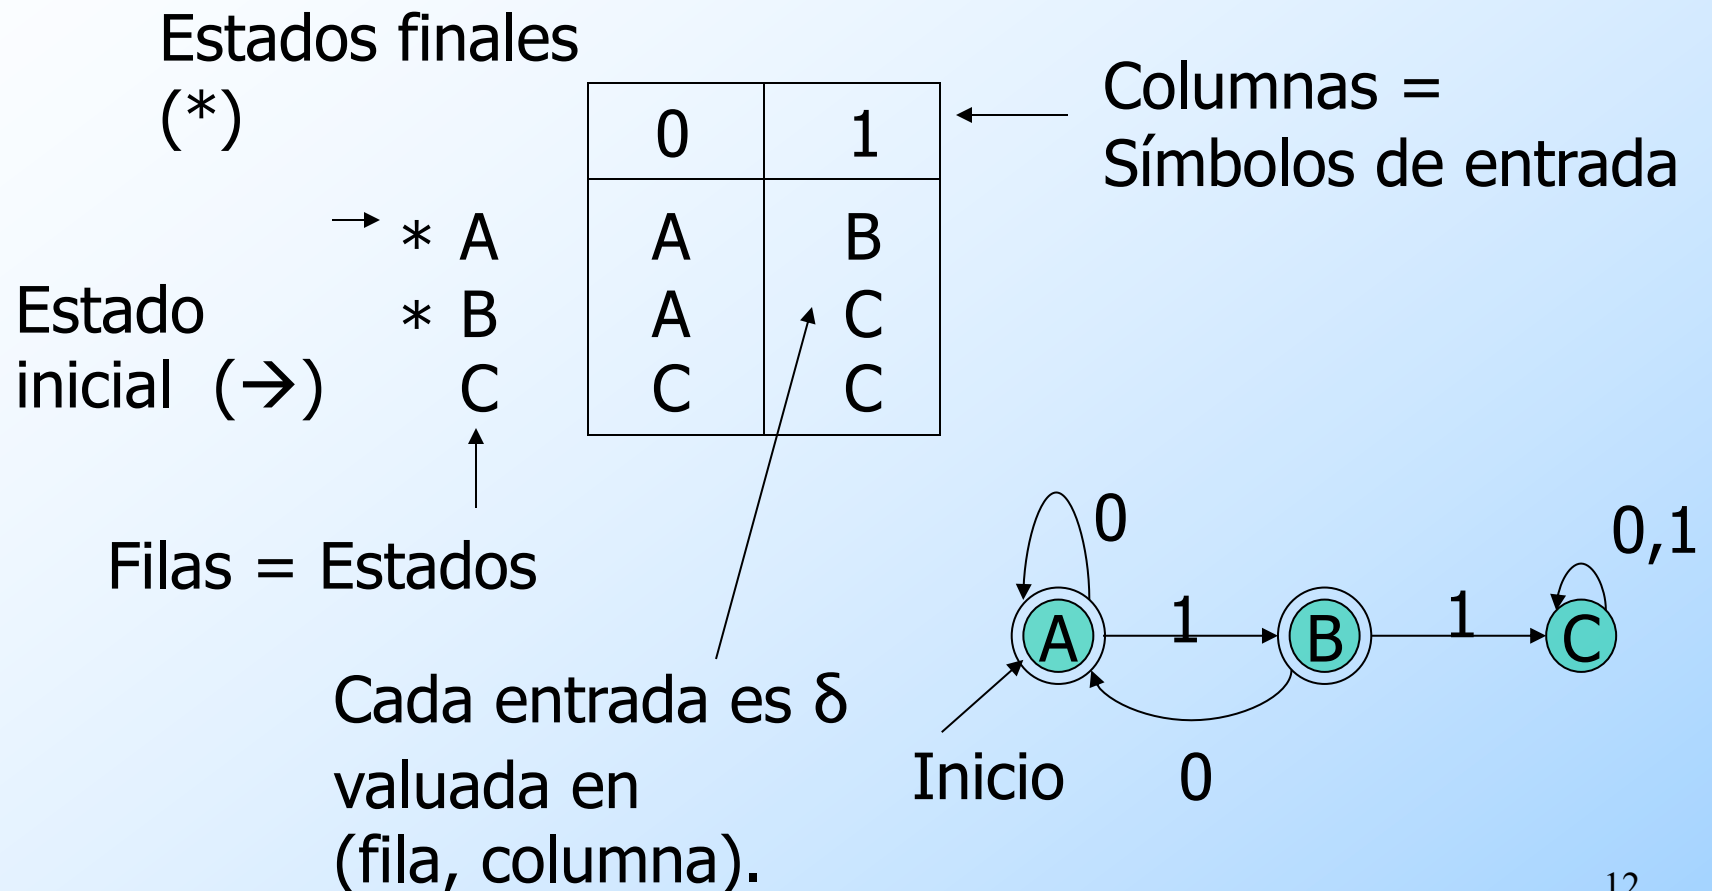 Estados finales
(*)
Columnas =
Símbolos de entrada
0 1
* A A B
* B A C
C C C
Estado
inicial (→)
Filas = Estados
Cada entrada es δ
valuada en
(fila, columna).
0
0,1
A 1 B 1 C
Inicio 0
12